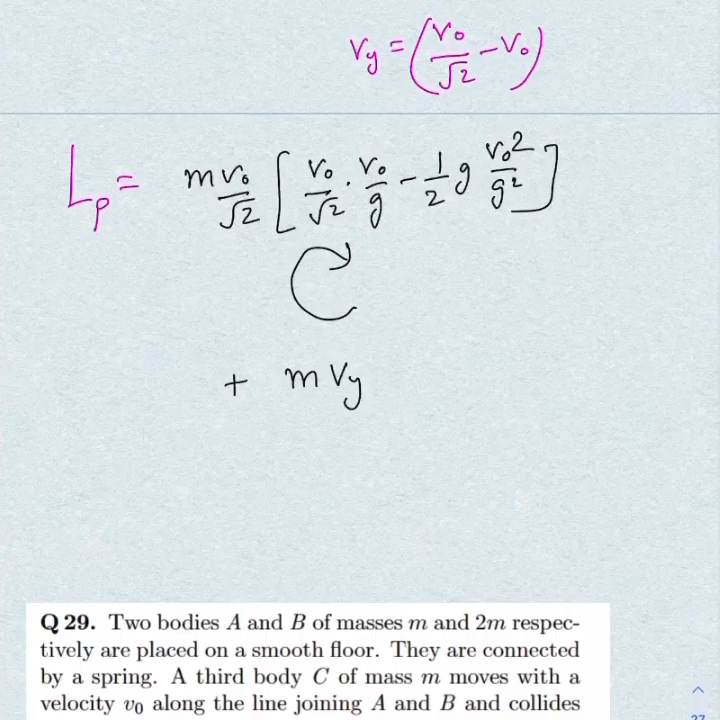 Vy = (V₀/√2 - V₀)
Lp = mV₀/√2 [V₀/√2 · V₀/g - 1/2 g V₀²/g²]
+ mVy
Q 29. Two bodies A and B of masses m and 2m respec-
tively are placed on a smooth floor. They are connected
by a spring. A third body C of mass m moves with a
velocity v₀ along the line joining A and B and collides